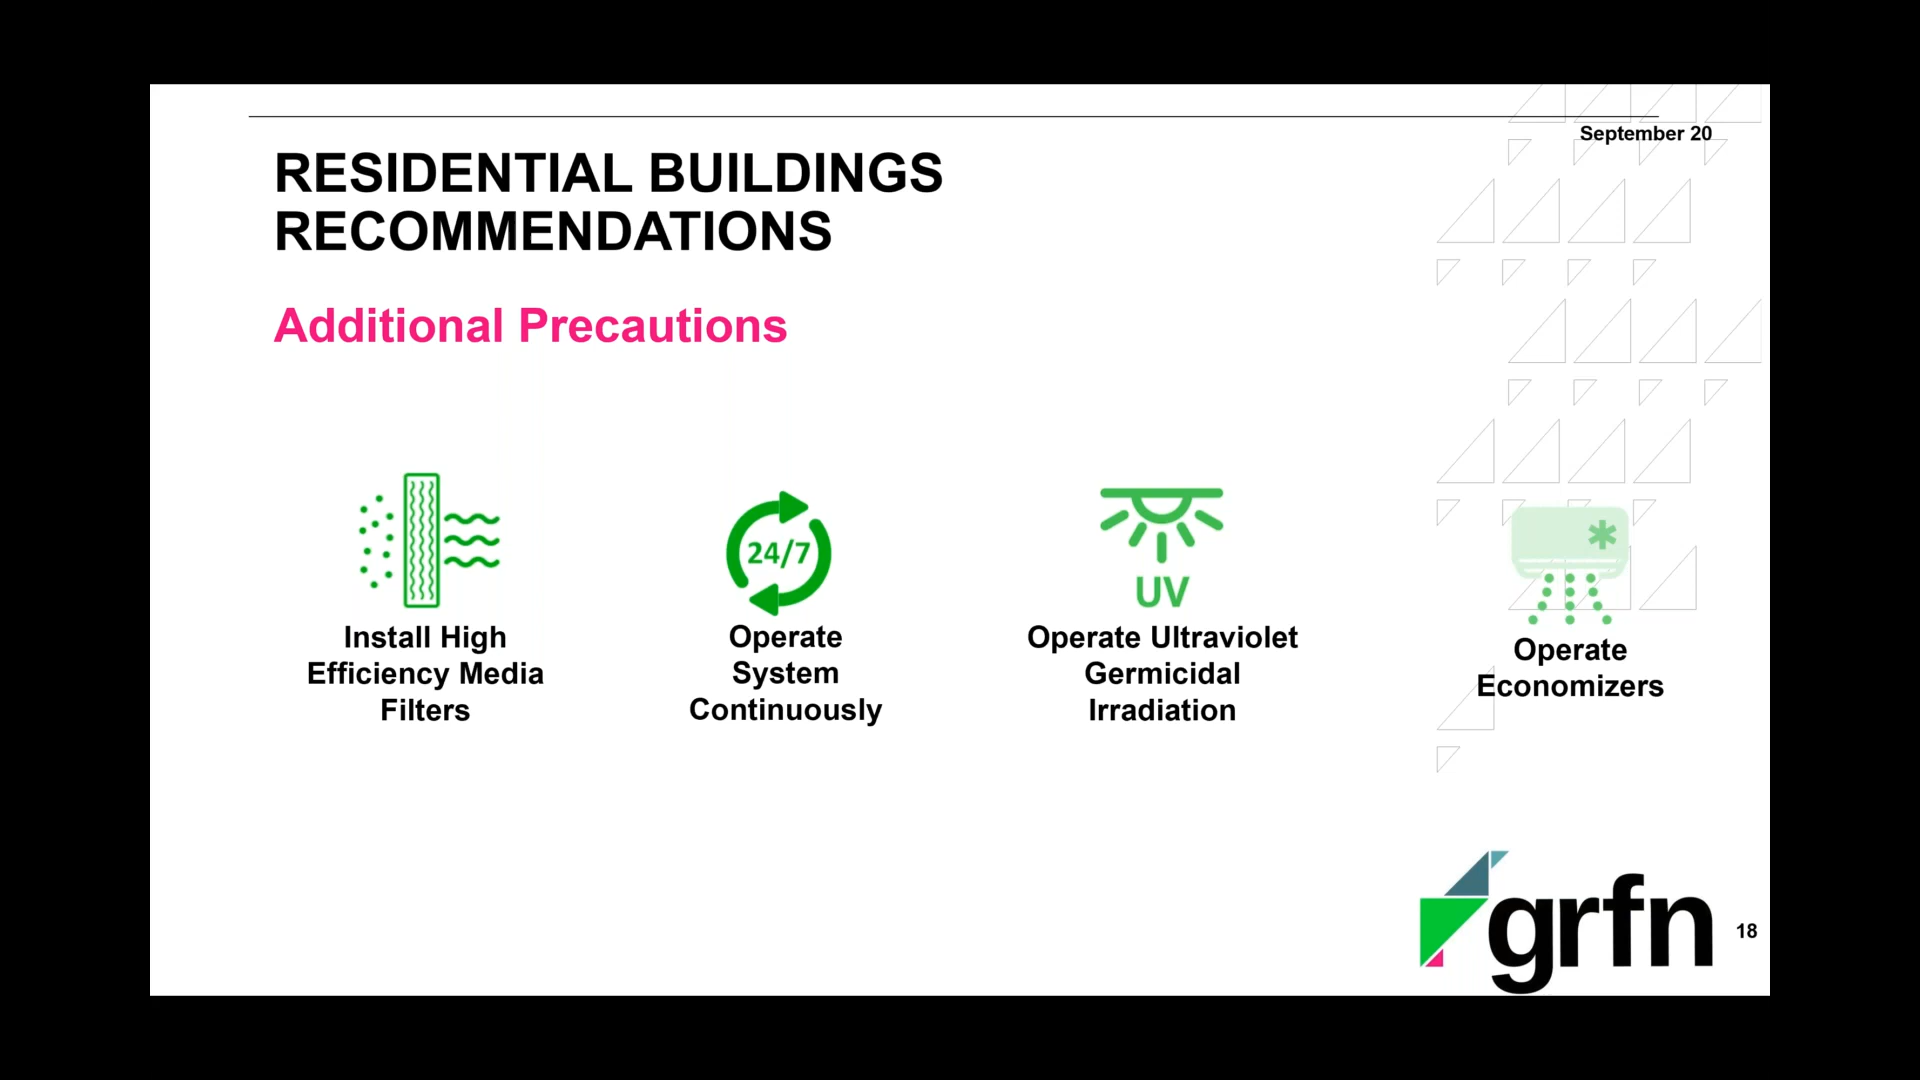 September 20
RESIDENTIAL BUILDINGS
RECOMMENDATIONS
Additional Precautions
24/7
UV
Install High
Efficiency Media
Filters
Operate
System
Continuously
Operate Ultraviolet
Germicidal
Irradiation
Operate
Economizers
grfn
18